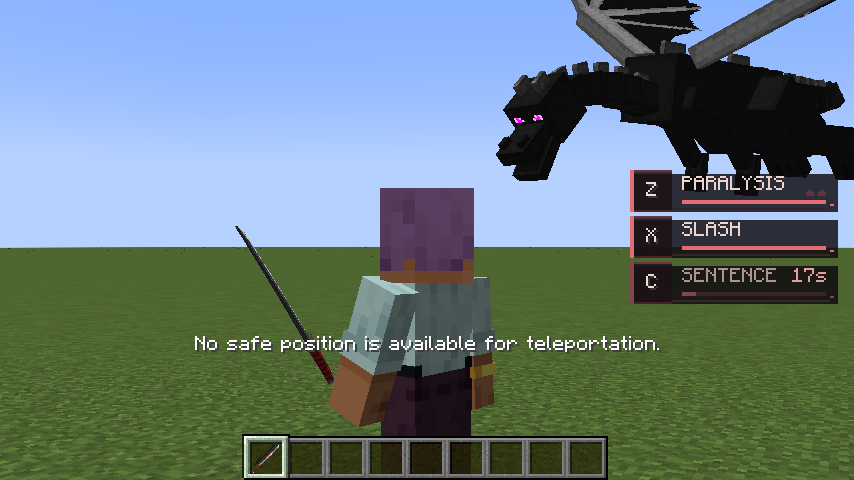 Z PARALYSIS
X SLASH
C SENTENCE 17s
No safe position is available for teleportation.